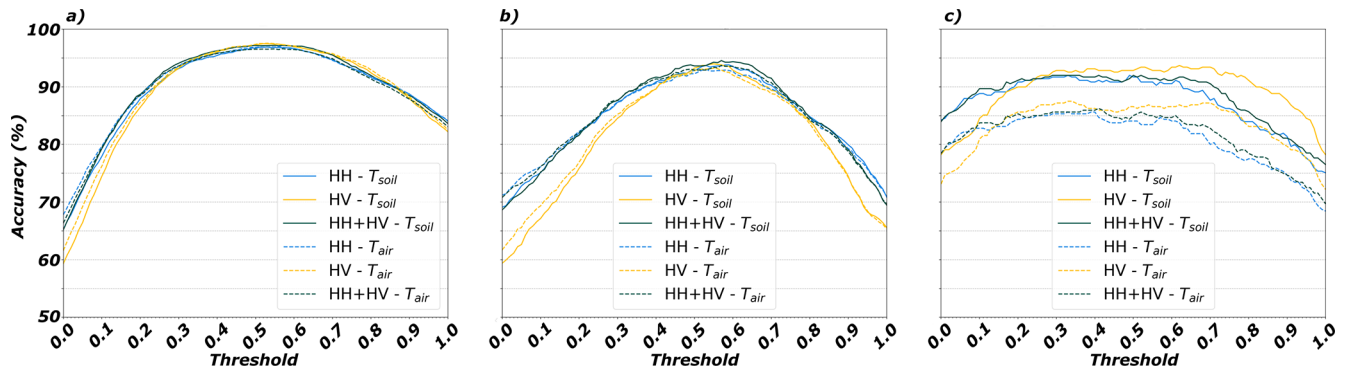 a)
Accuracy (%)
100
90
80
70
60
50
HH - Tsoil
HV - Tsoil
HH+HV - Tsoil
HH - Tair
HV - Tair
HH+HV - Tair
0.0 0.1 0.2 0.3 0.4 0.5 0.6 0.7 0.8 0.9 1.0
Threshold
b)
HH - Tsoil
HV - Tsoil
HH+HV - Tsoil
HH - Tair
HV - Tair
HH+HV - Tair
0.0 0.1 0.2 0.3 0.4 0.5 0.6 0.7 0.8 0.9 1.0
Threshold
c)
HH - Tsoil
HV - Tsoil
HH+HV - Tsoil
HH - Tair
HV - Tair
HH+HV - Tair
0.0 0.1 0.2 0.3 0.4 0.5 0.6 0.7 0.8 0.9 1.0
Threshold